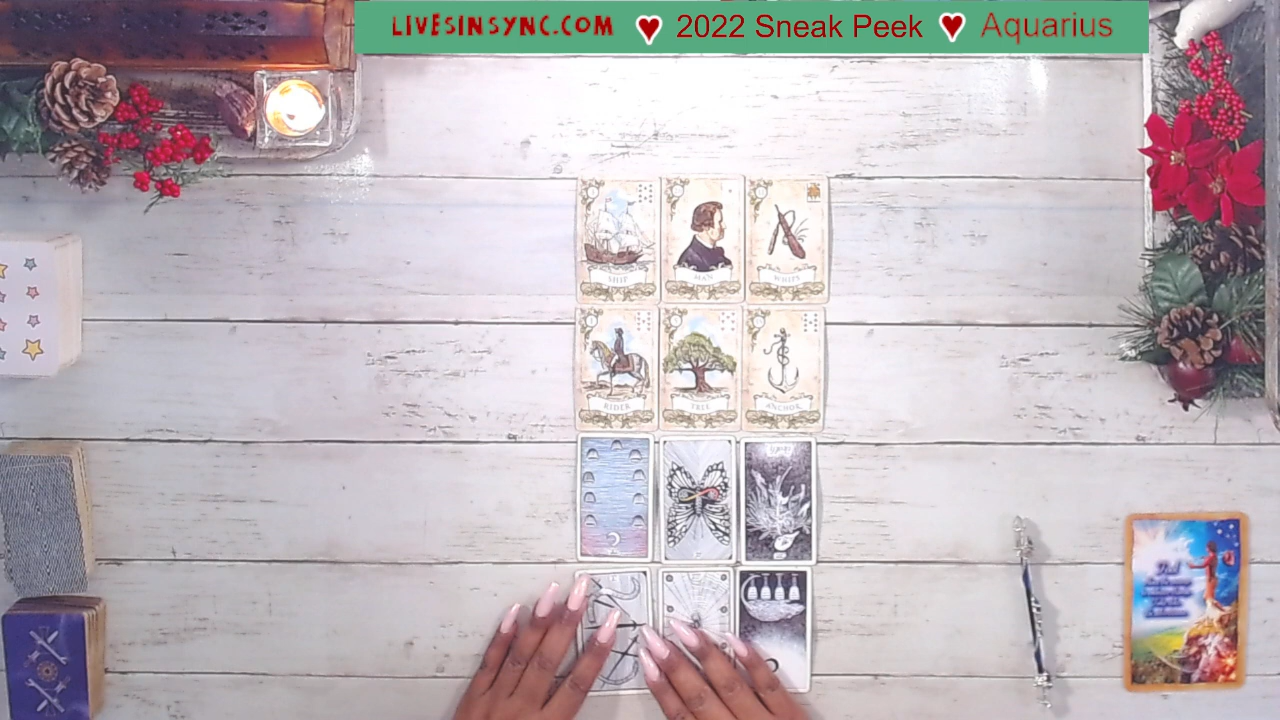 LIVESINSYNC.COM ♥ 2022 Sneak Peek ♥ Aquarius
SHIP
MAN
WHIPS
RIDER
TREE
ANCHOR